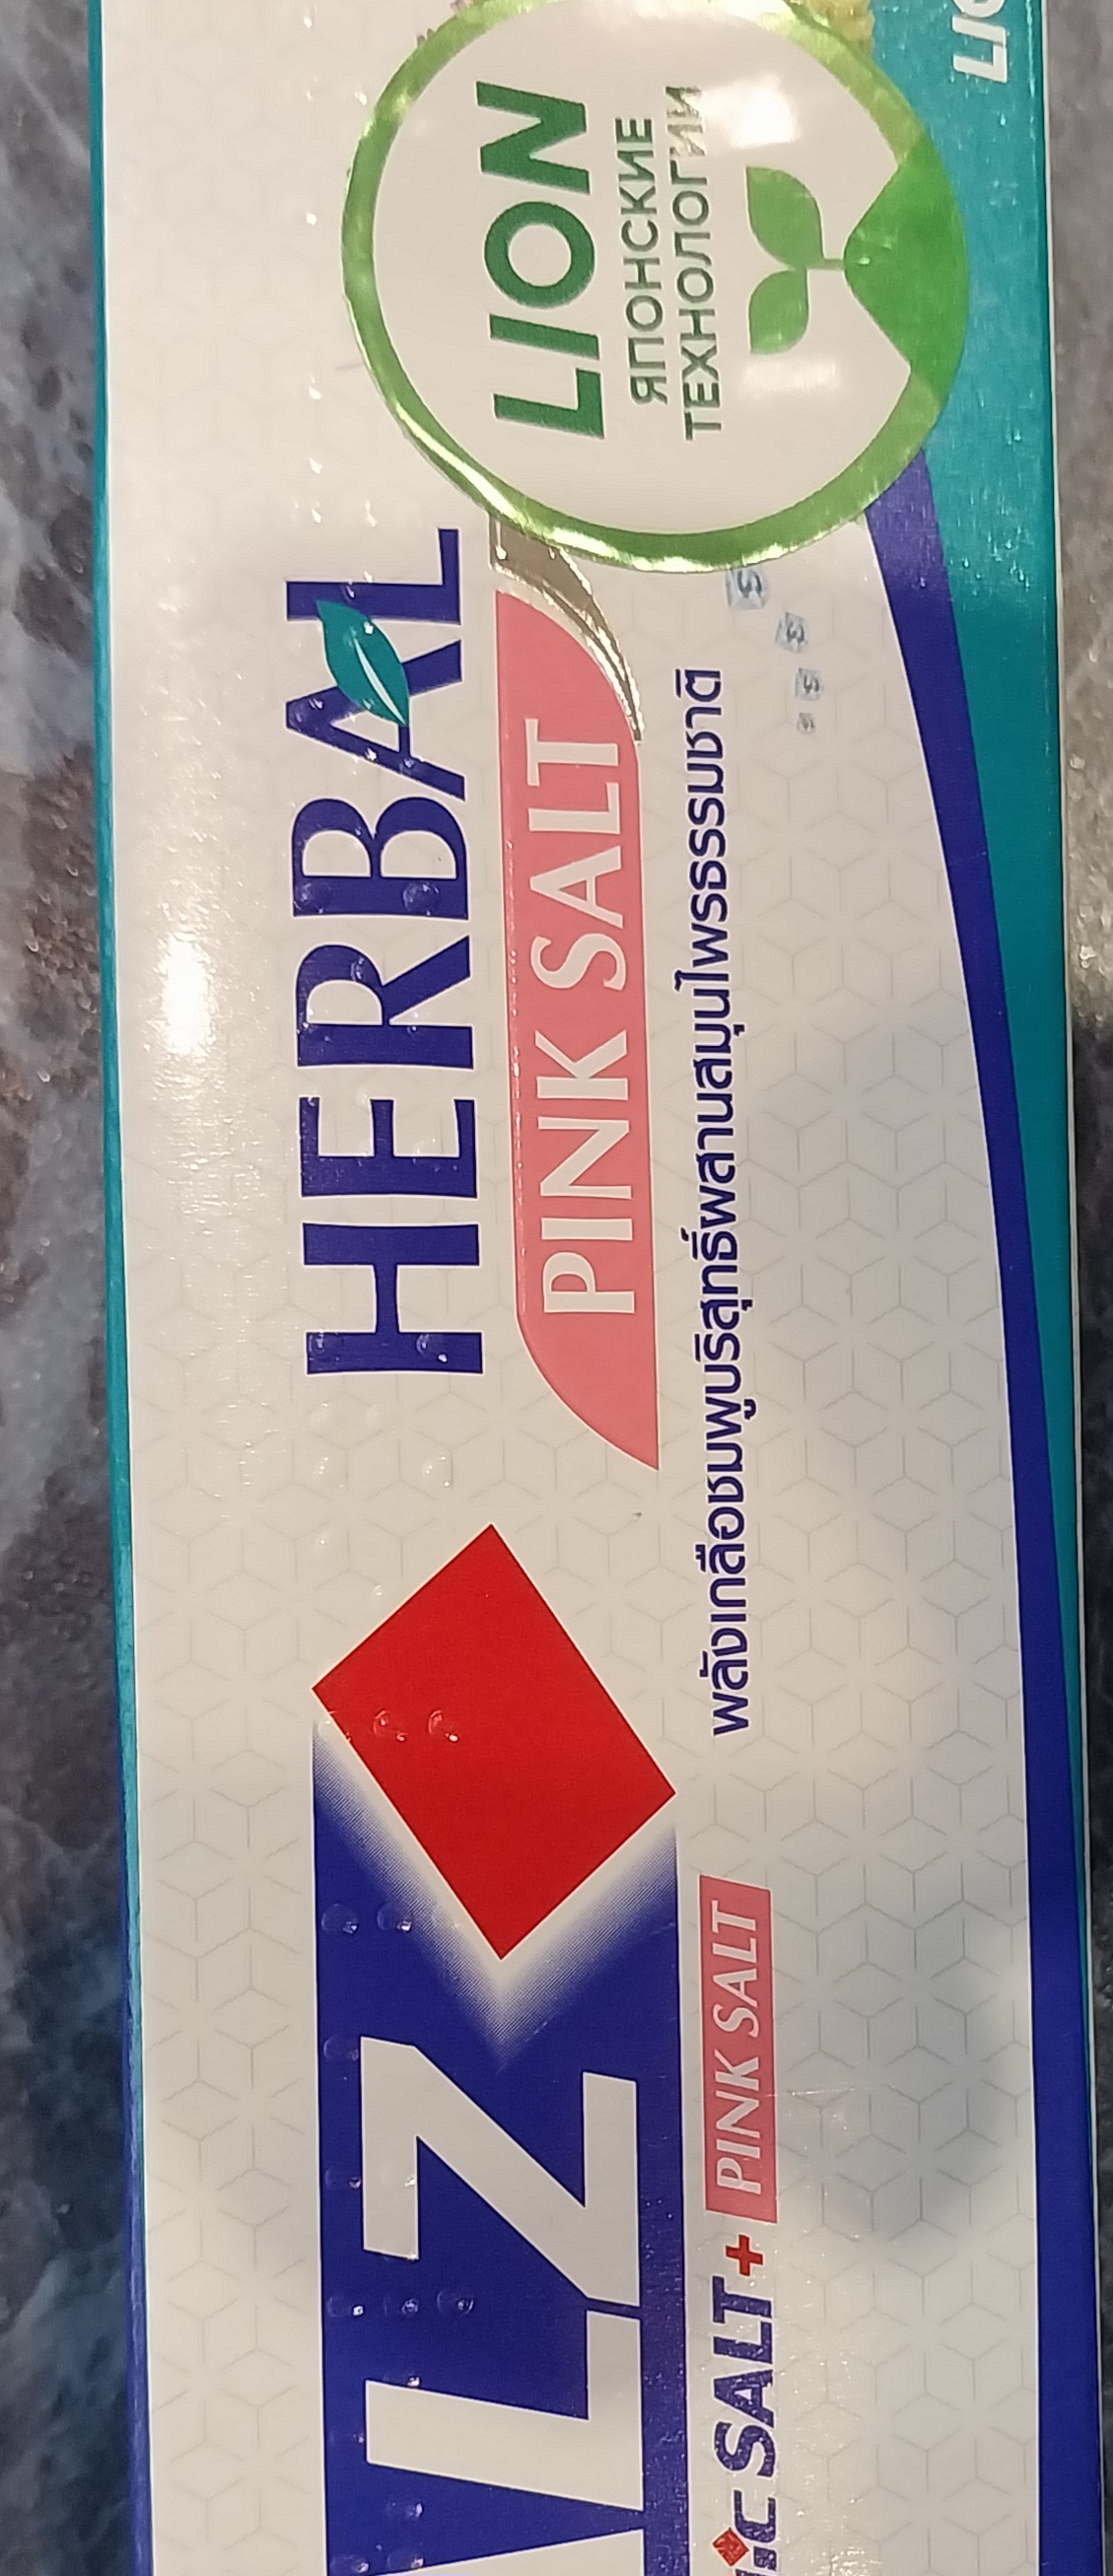 LION
ЯПОНСКИЕ
ТЕХНОЛОГИИ
HERBAL
PINK SALT
พลังเกลือชมพูบริสุทธิ์ผสานสมุนไพรธรรมชาติ
LZ
SALT+ PINK SALT